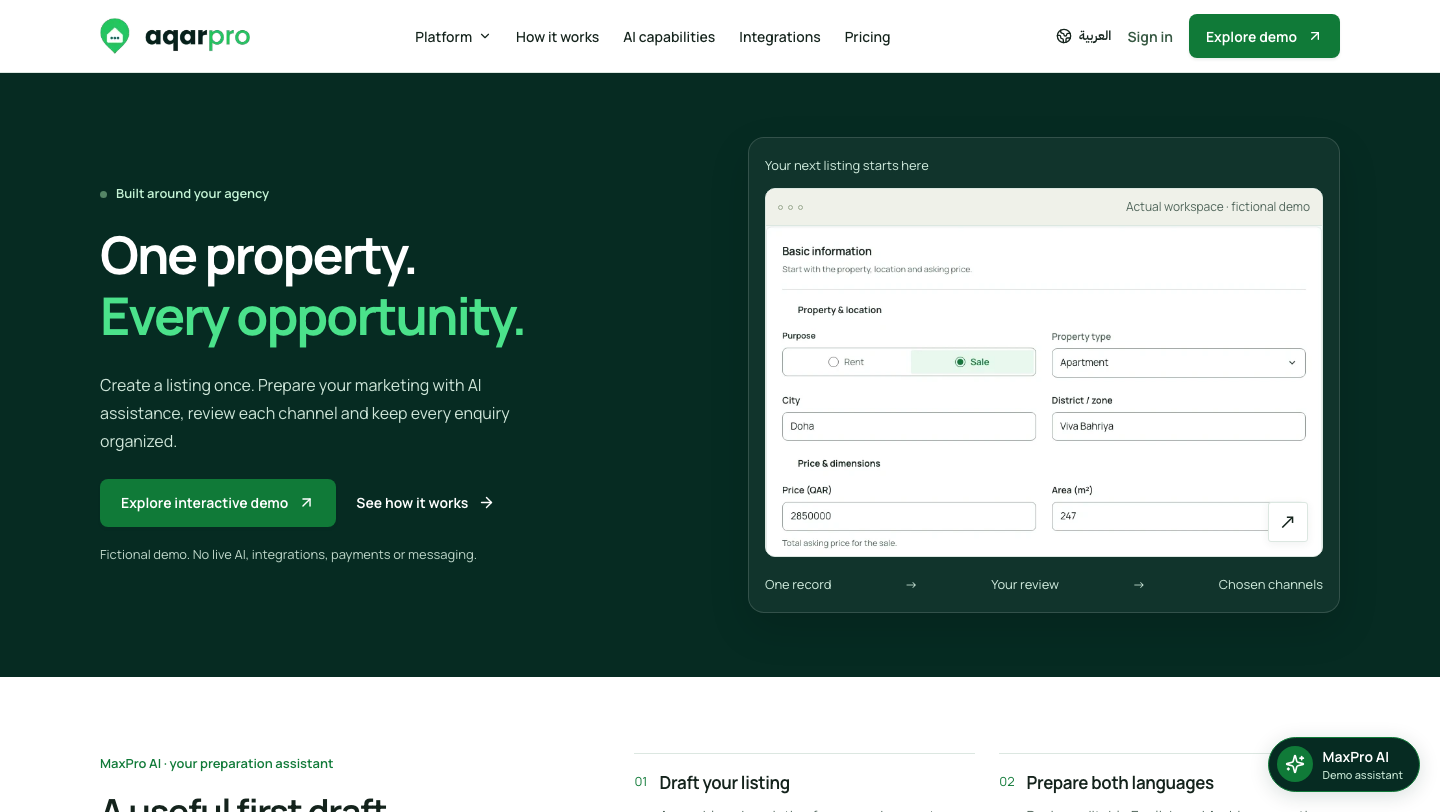 aqarpro
Platform
How it works
AI capabilities
Integrations
Pricing
العربية
Sign in
Explore demo
Built around your agency
One property.
Every opportunity.
Create a listing once. Prepare your marketing with AI
assistance, review each channel and keep every enquiry
organized.
Explore interactive demo
See how it works
Fictional demo. No live AI, integrations, payments or messaging.
Your next listing starts here
Actual workspace · fictional demo
Basic information
Start with the property, location and asking price.
Property & location
Purpose
Property type
Rent
Sale
Apartment
City
District / zone
Doha
Viva Bahriya
Price & dimensions
Price (QAR)
Area (m²)
2850000
247
Total asking price for the sale.
One record
Your review
Chosen channels
MaxPro AI · your preparation assistant
A useful first draft
01 Draft your listing
02 Prepare both languages
MaxPro AI
Demo assistant